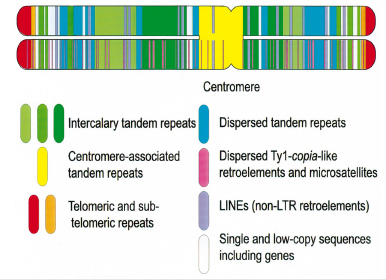 Centromere
Intercalary tandem repeats
Centromere-associated
tandem repeats
Telomeric and sub-
telomeric repeats
Dispersed tandem repeats
Dispersed Ty1-copia-like
retroelements and microsatellites
LINEs (non-LTR retroelements)
Single and low-copy sequences
including genes